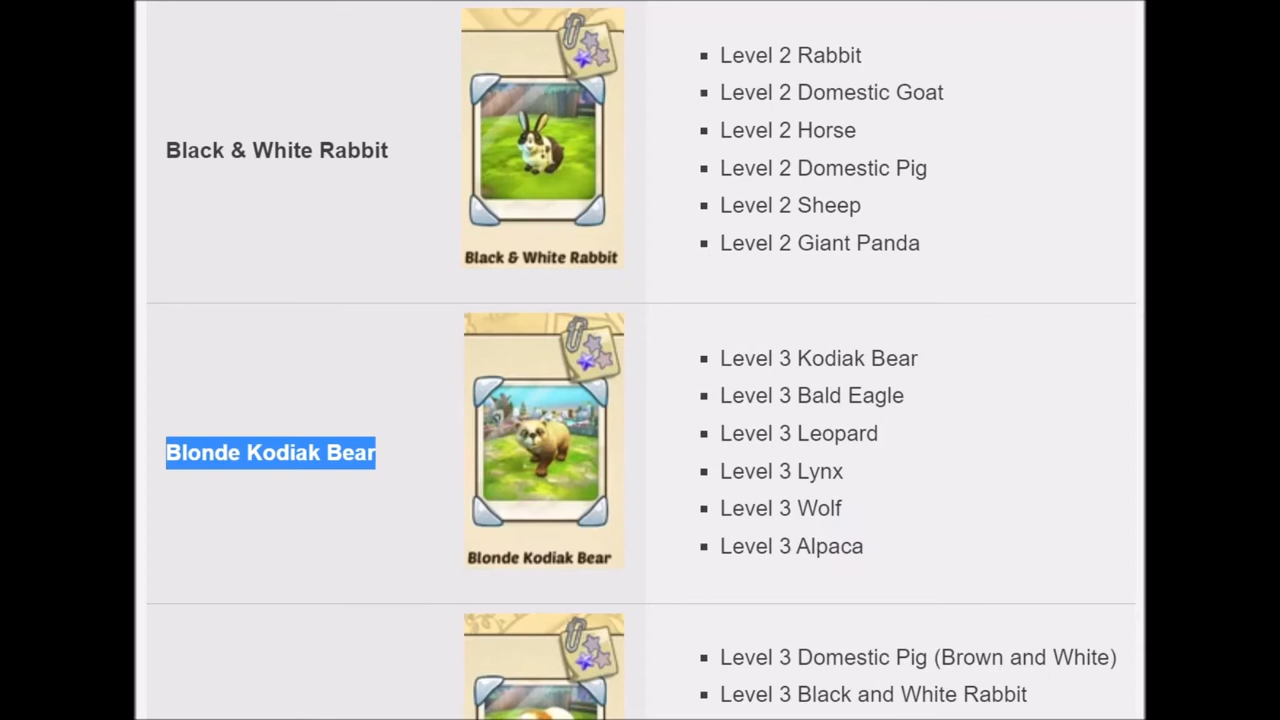 Level 2 Rabbit
Level 2 Domestic Goat
Level 2 Horse
Black & White Rabbit
Level 2 Domestic Pig
Level 2 Sheep
Level 2 Giant Panda
Black & White Rabbit
Level 3 Kodiak Bear
Level 3 Bald Eagle
Level 3 Leopard
Blonde Kodiak Bear
Level 3 Lynx
Level 3 Wolf
Level 3 Alpaca
Blonde Kodiak Bear
Level 3 Domestic Pig (Brown and White)
Level 3 Black and White Rabbit